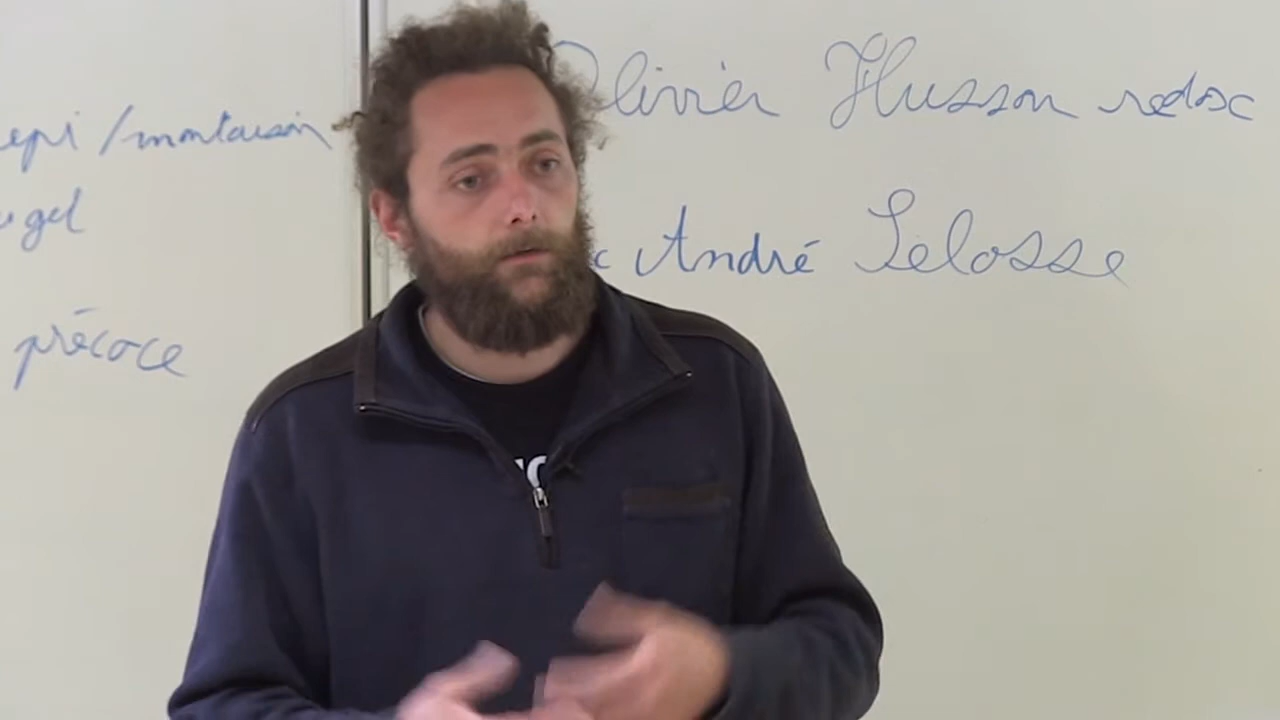 epi / montaison
gel
précoce
Olivier Husson redox
André Selosse